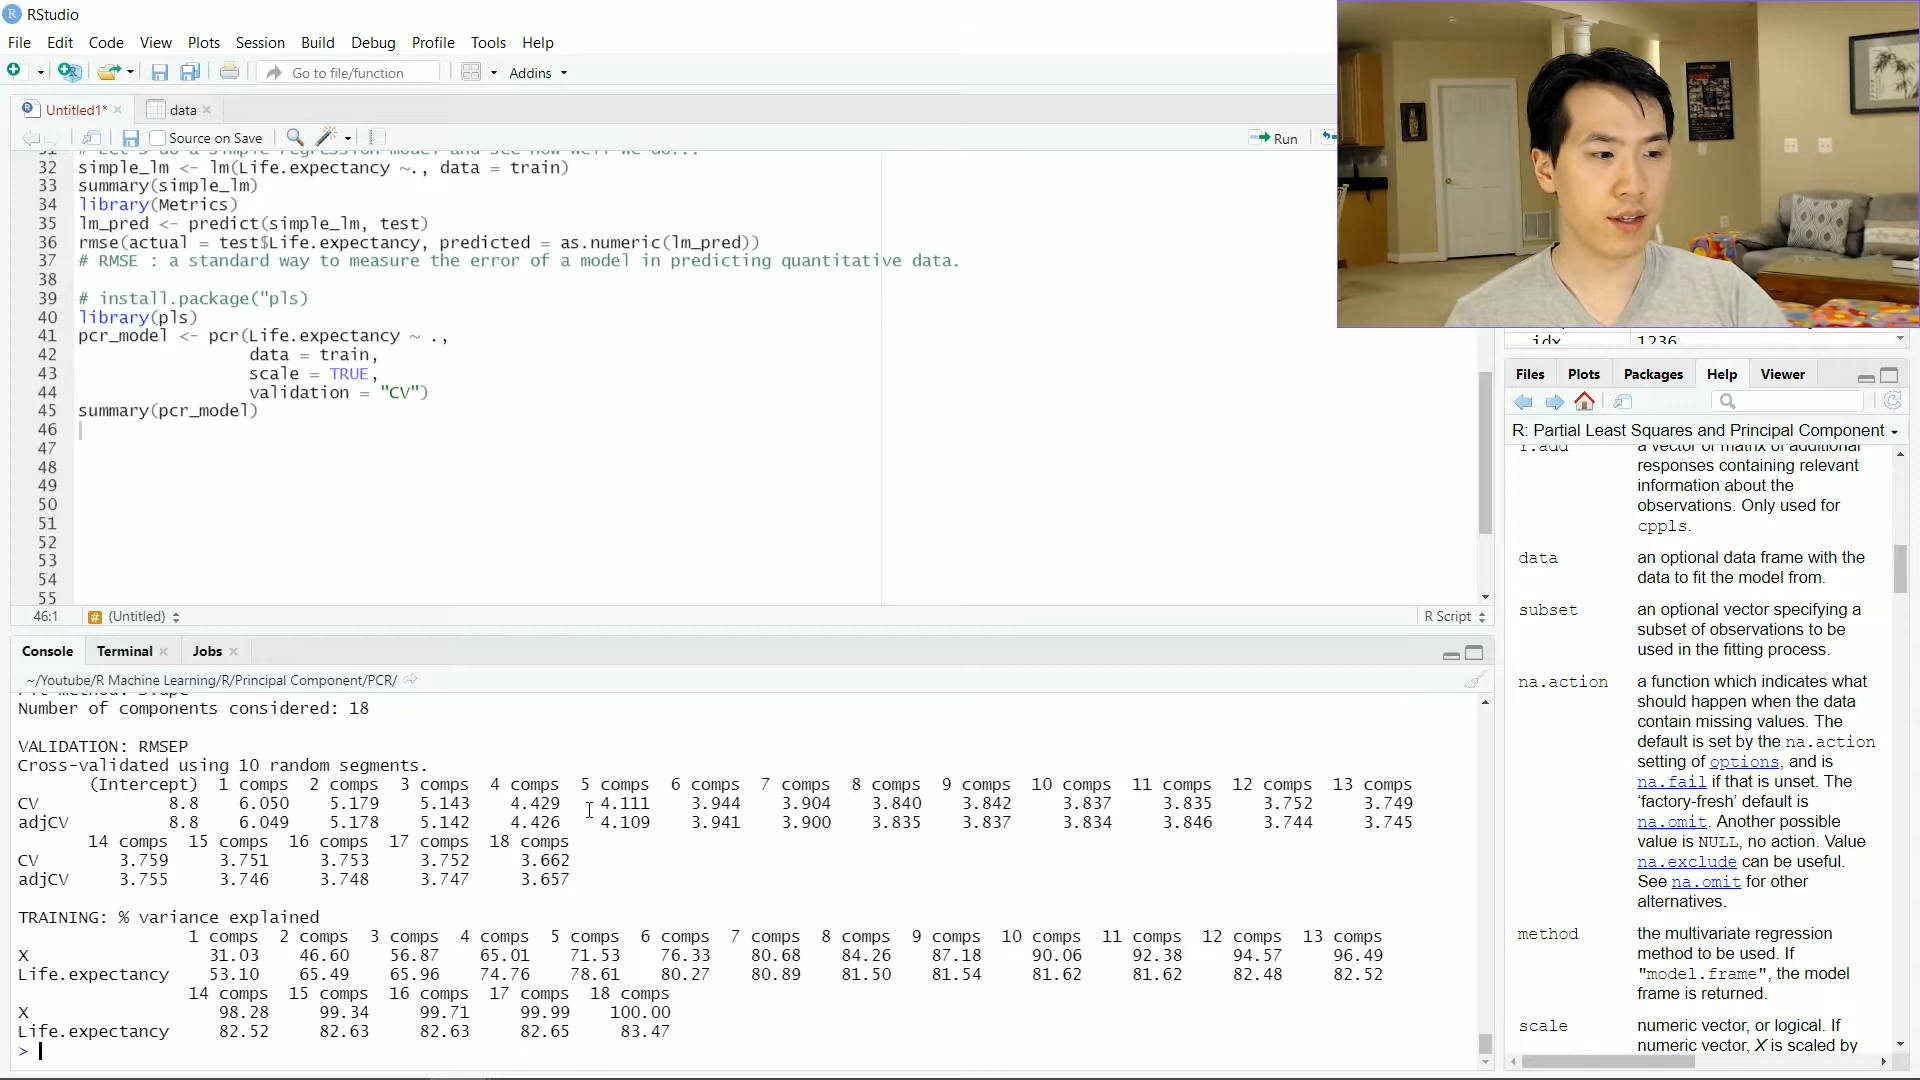 RStudio
File Edit Code View Plots Session Build Debug Profile Tools Help
Go to file/function Addins
Untitled1* data
Source on Save Run
32 simple_lm <- lm(Life.expectancy ~., data = train)
33 summary(simple_lm)
34 library(Metrics)
35 lm_pred <- predict(simple_lm, test)
36 rmse(actual = test$Life.expectancy, predicted = as.numeric(lm_pred))
37 # RMSE : a standard way to measure the error of a model in predicting quantitative data.
38
39 # install.package("pls)
40 library(pls)
41 pcr_model <- pcr(Life.expectancy ~ .,
42 data = train,
43 scale = TRUE,
44 validation = "CV")
45 summary(pcr_model)
46
47
48
49
50
51
52
53
54
55
46:1 # (Untitled) R Script
Console Terminal Jobs
~/Youtube/R Machine Learning/R/Principal Component/PCR/
Number of components considered: 18
VALIDATION: RMSEP
Cross-validated using 10 random segments.
(Intercept) 1 comps 2 comps 3 comps 4 comps 5 comps 6 comps 7 comps 8 comps 9 comps 10 comps 11 comps 12 comps 13 comps
CV 8.8 6.050 5.179 5.143 4.429 4.111 3.944 3.904 3.840 3.842 3.837 3.835 3.752 3.749
adjCV 8.8 6.049 5.178 5.142 4.426 4.109 3.941 3.900 3.835 3.837 3.834 3.846 3.744 3.745
14 comps 15 comps 16 comps 17 comps 18 comps
CV 3.759 3.751 3.753 3.752 3.662
adjCV 3.755 3.746 3.748 3.747 3.657
TRAINING: % variance explained
1 comps 2 comps 3 comps 4 comps 5 comps 6 comps 7 comps 8 comps 9 comps 10 comps 11 comps 12 comps 13 comps
X 31.03 46.60 56.87 65.01 71.53 76.33 80.68 84.26 87.18 90.06 92.38 94.57 96.49
Life.expectancy 53.10 65.49 65.96 74.76 78.61 80.27 80.89 81.50 81.54 81.62 81.62 82.48 82.52
14 comps 15 comps 16 comps 17 comps 18 comps
X 98.28 99.34 99.71 99.99 100.00
Life.expectancy 82.52 82.63 82.63 82.65 83.47
>
idx 1236
Files Plots Packages Help Viewer
R: Partial Least Squares and Principal Component
a vector or matrix of additional
responses containing relevant
information about the
observations. Only used for
cppls.
data an optional data frame with the
data to fit the model from.
subset an optional vector specifying a
subset of observations to be
used in the fitting process.
na.action a function which indicates what
should happen when the data
contain missing values. The
default is set by the na.action
setting of options, and is
na.fail if that is unset. The
‘factory-fresh’ default is
na.omit. Another possible
value is NULL, no action. Value
na.exclude can be useful.
See na.omit for other
alternatives.
method the multivariate regression
method to be used. If
"model.frame", the model
frame is returned.
scale numeric vector, or logical. If
numeric vector, X is scaled by